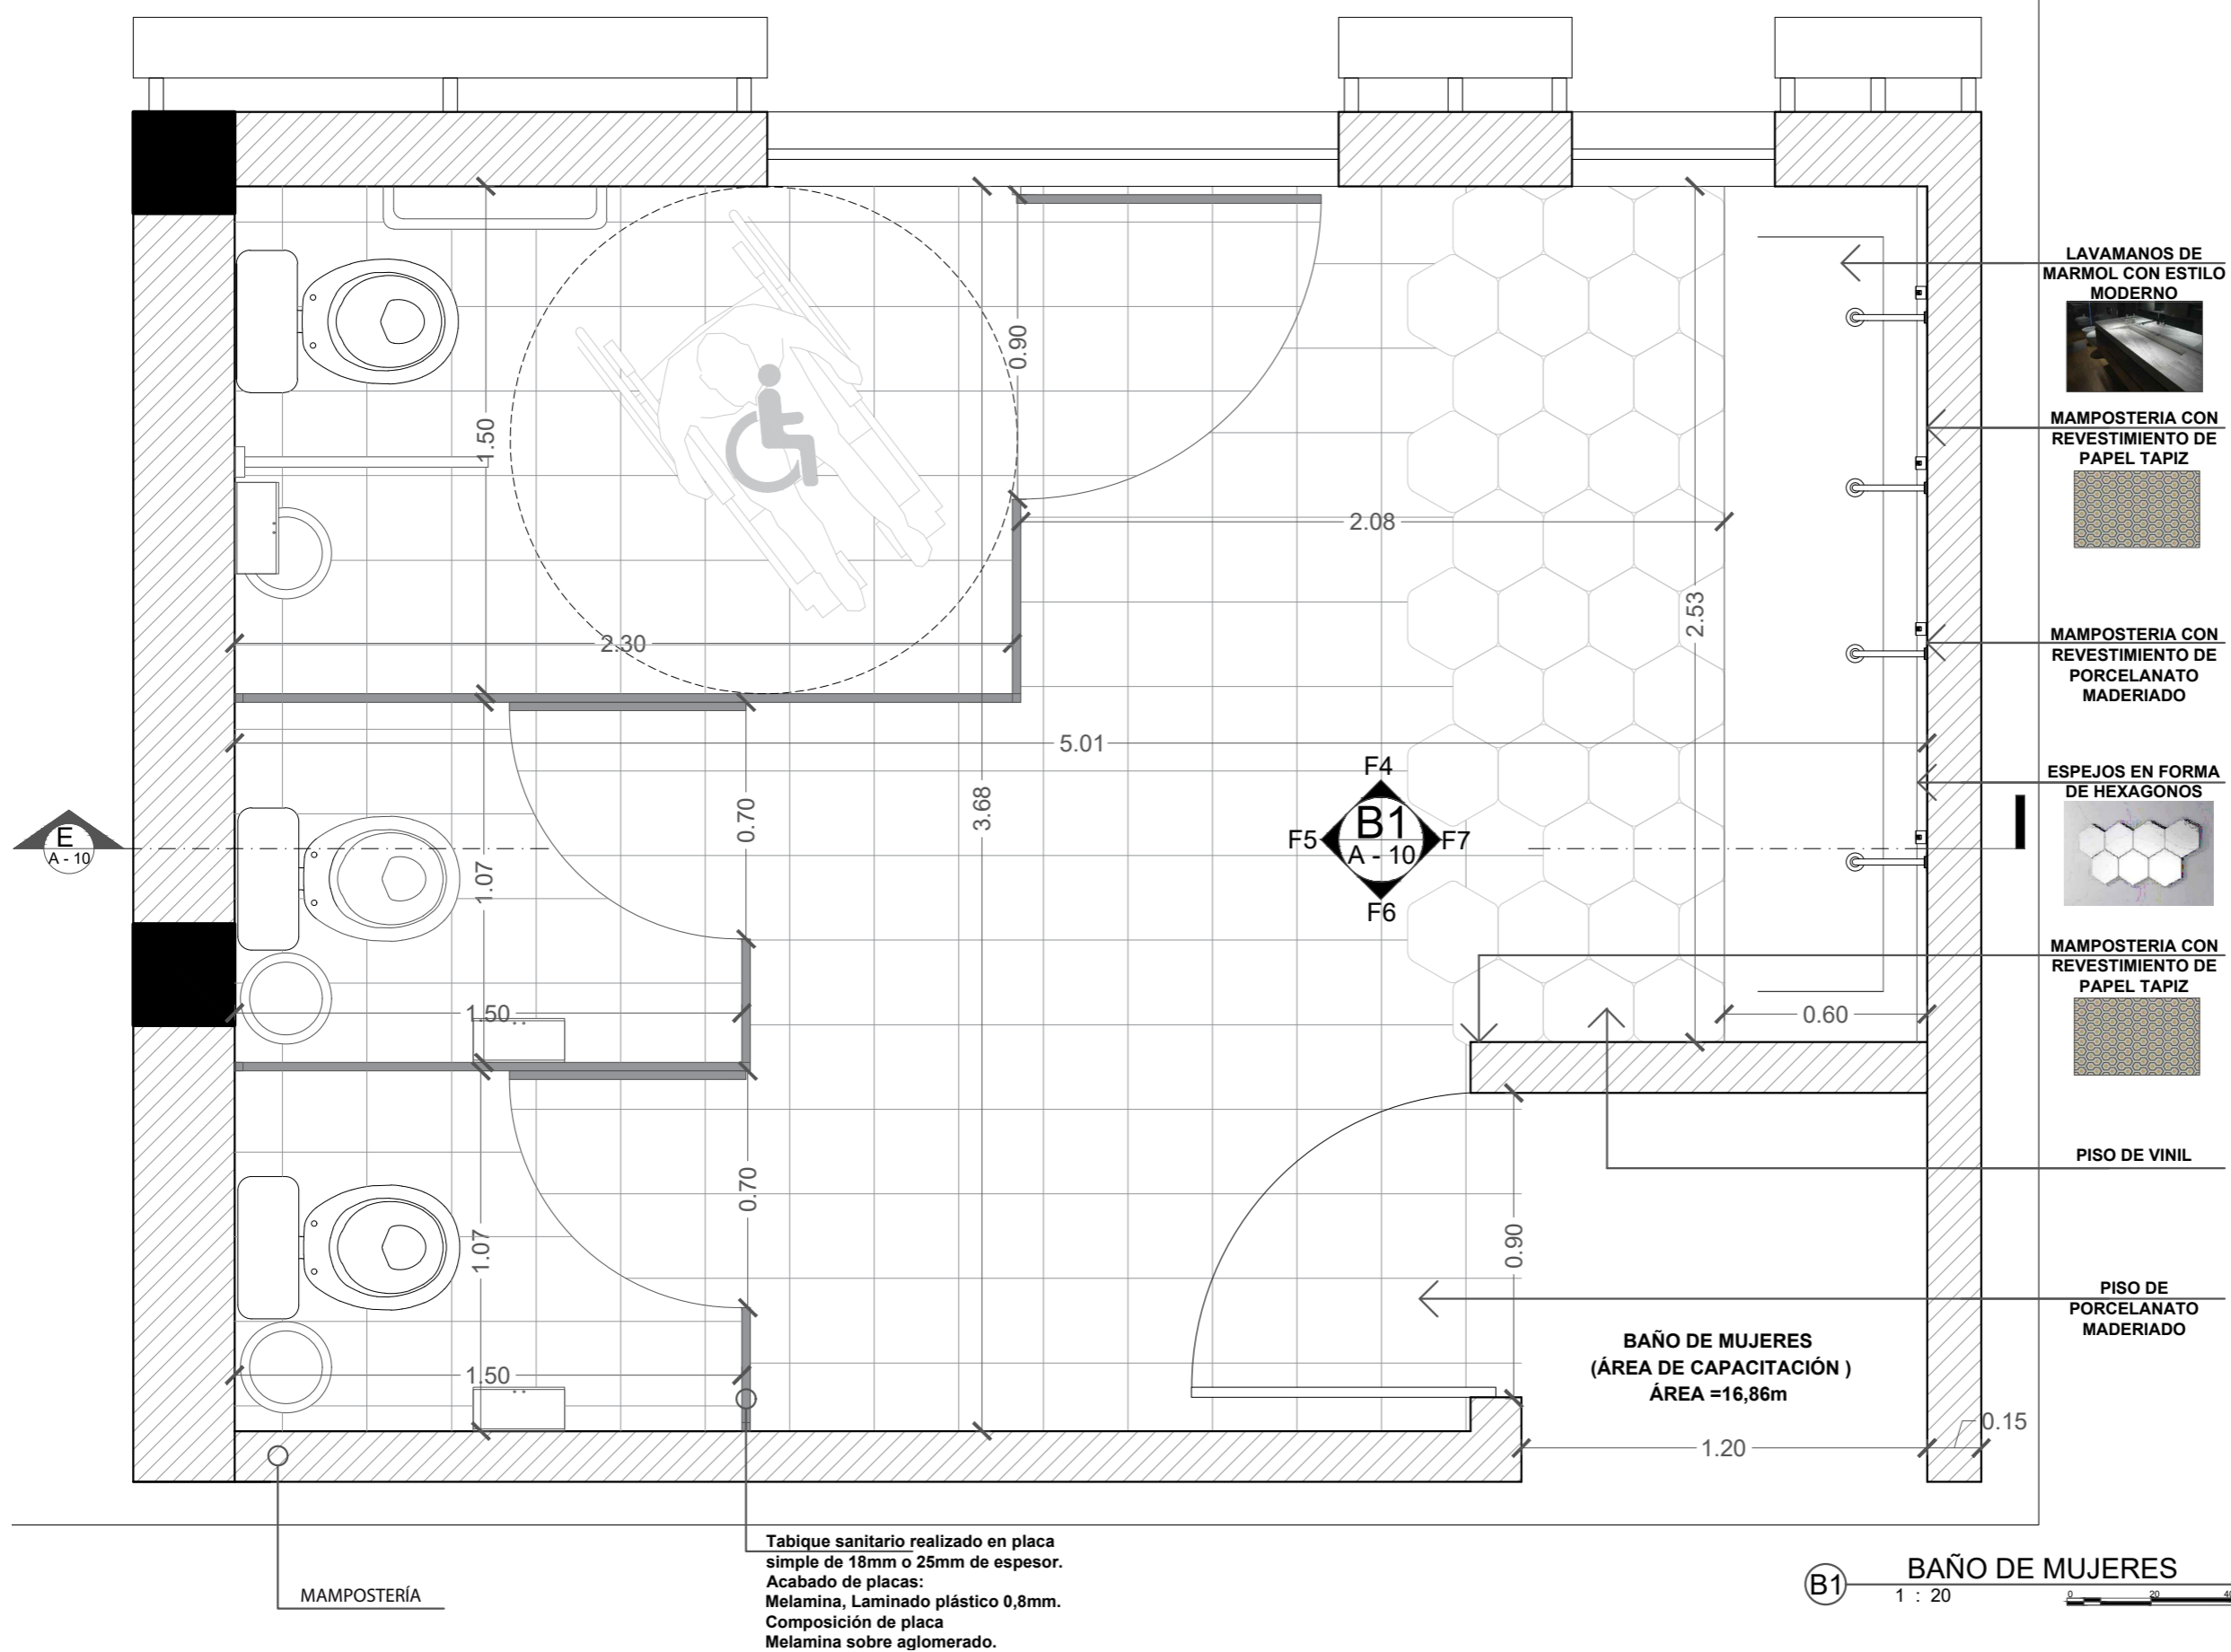 LAVAMANOS DE
MARMOL CON ESTILO
MODERNO
MAMPOSTERIA CON
REVESTIMIENTO DE
PAPEL TAPIZ
MAMPOSTERIA CON
REVESTIMIENTO DE
PORCELANATO
MADERIADO
ESPEJOS EN FORMA
DE HEXAGONOS
MAMPOSTERIA CON
REVESTIMIENTO DE
PAPEL TAPIZ
PISO DE VINIL
PISO DE
PORCELANATO
MADERIADO
1.50
0.90
2.08
2.53
2.30
5.01
3.68
0.70
1.07
1.50
0.60
E
A - 10
F4
F5
B1
A - 10
F7
F6
0.70
1.07
1.50
0.90
BAÑO DE MUJERES
(ÁREA DE CAPACITACIÓN )
ÁREA =16,86m
1.20
0.15
MAMPOSTERÍA
Tabique sanitario realizado en placa
simple de 18mm o 25mm de espesor.
Acabado de placas:
Melamina, Laminado plástico 0,8mm.
Composición de placa
Melamina sobre aglomerado.
B1
BAÑO DE MUJERES
1 : 20
0 20 40